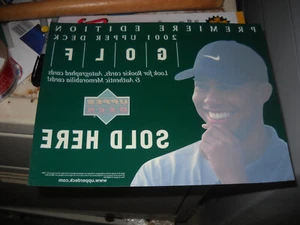 PREMIERE EDITION
2001 UPPER DECK
GOLF
Look for Rookie cards, Autographed cards
& Authentic Memorabilia cards!
UPPER
DECK
SOLD HERE
www.upperdeck.com